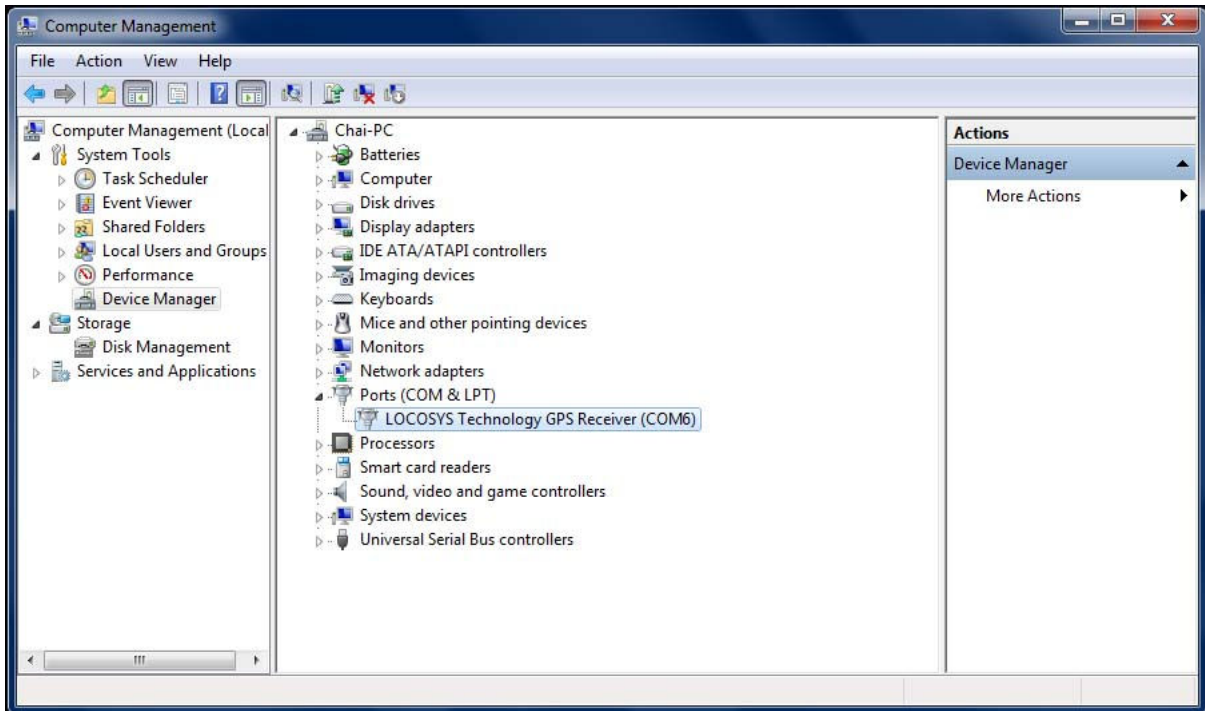 Computer Management
File Action View Help
Computer Management (Local
System Tools
Task Scheduler
Event Viewer
Shared Folders
Local Users and Groups
Performance
Device Manager
Storage
Disk Management
Services and Applications
Chai-PC
Batteries
Computer
Disk drives
Display adapters
IDE ATA/ATAPI controllers
Imaging devices
Keyboards
Mice and other pointing devices
Monitors
Network adapters
Ports (COM & LPT)
LOCOSYS Technology GPS Receiver (COM6)
Processors
Smart card readers
Sound, video and game controllers
System devices
Universal Serial Bus controllers
Actions
Device Manager
More Actions